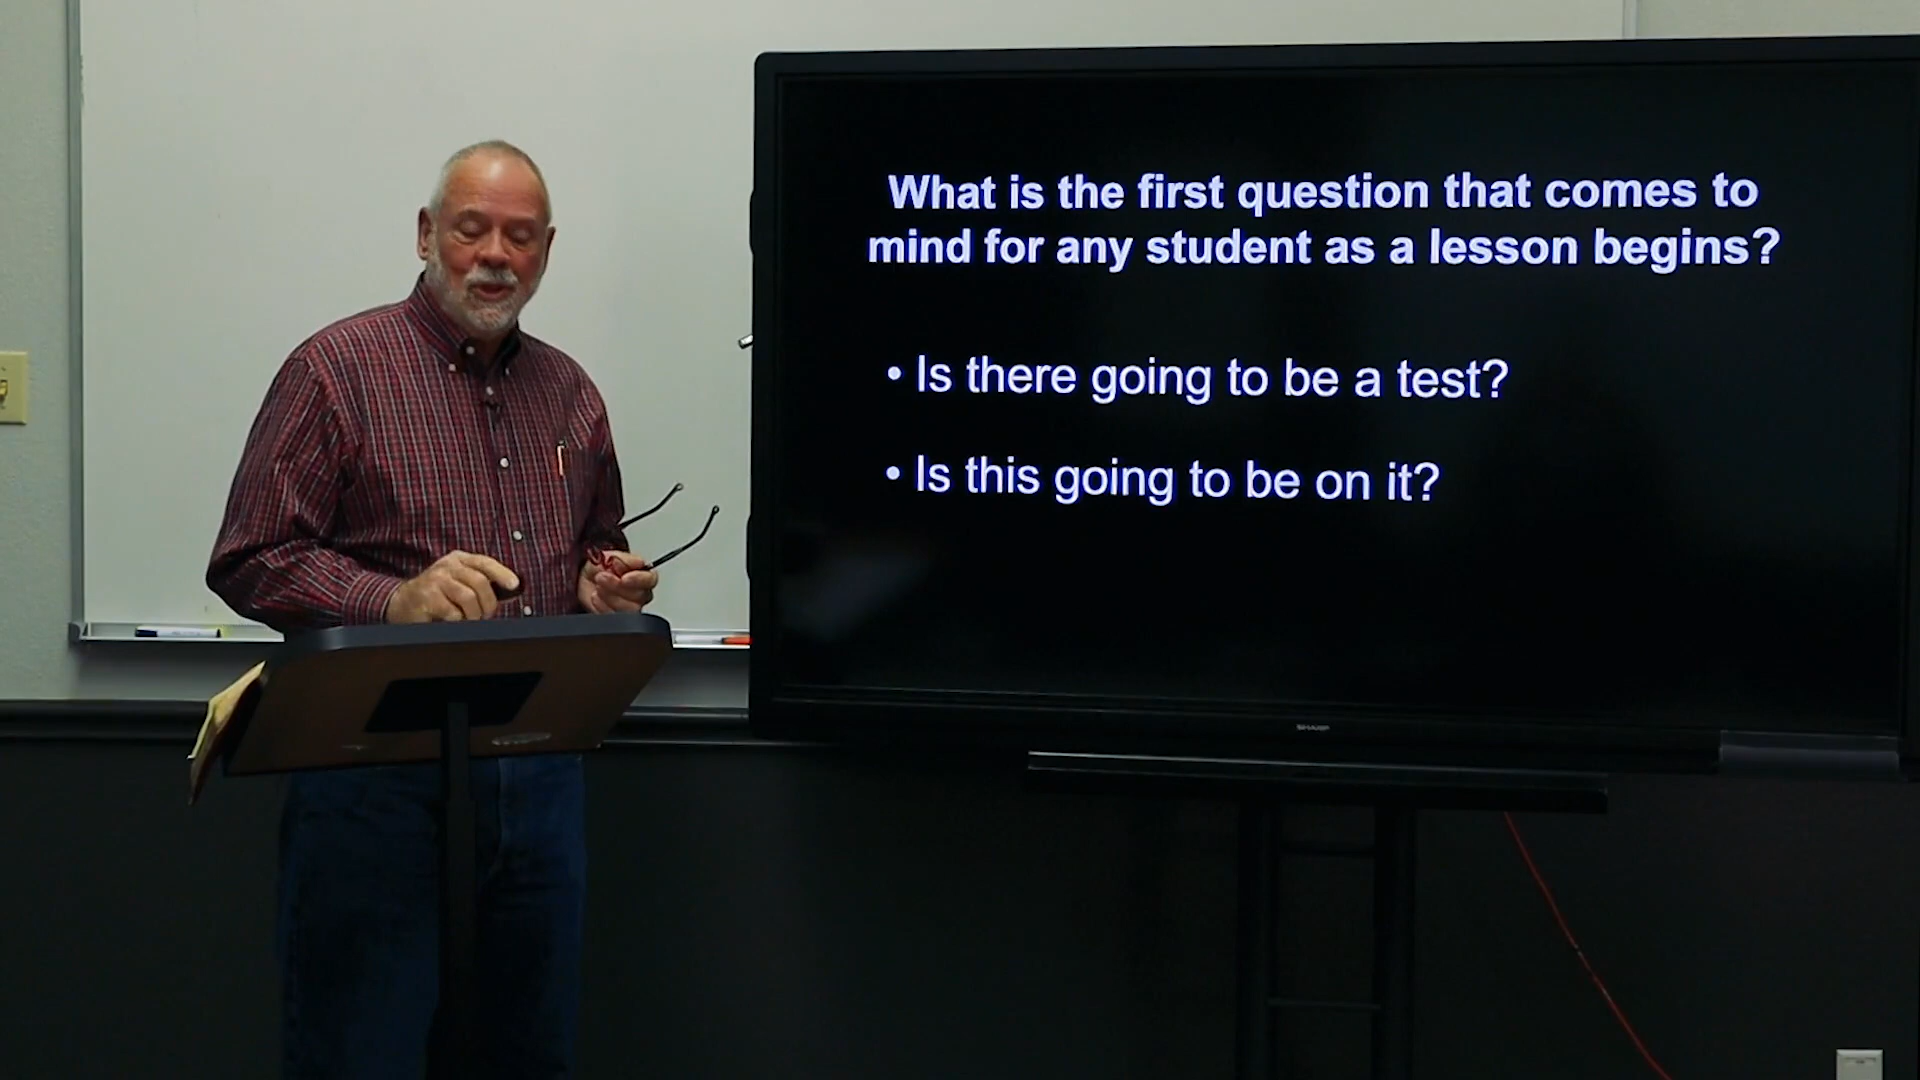 What is the first question that comes to
mind for any student as a lesson begins?
• Is there going to be a test?
• Is this going to be on it?
SHARP